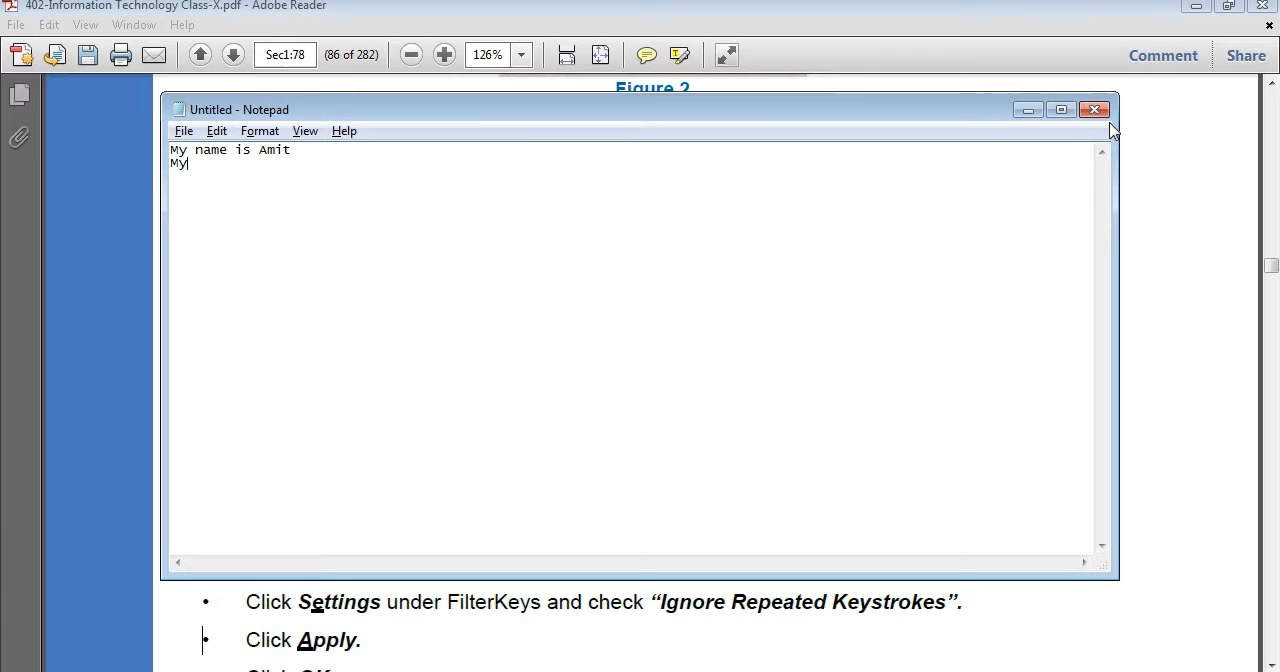 402-Information Technology Class-X.pdf - Adobe Reader
File Edit View Window Help
Sec1:78 (86 of 282) 126% Comment Share
Figure 2
Untitled - Notepad
File Edit Format View Help
My name is Amit
My
• Click Settings under FilterKeys and check “Ignore Repeated Keystrokes”.
• Click Apply.
Click OK